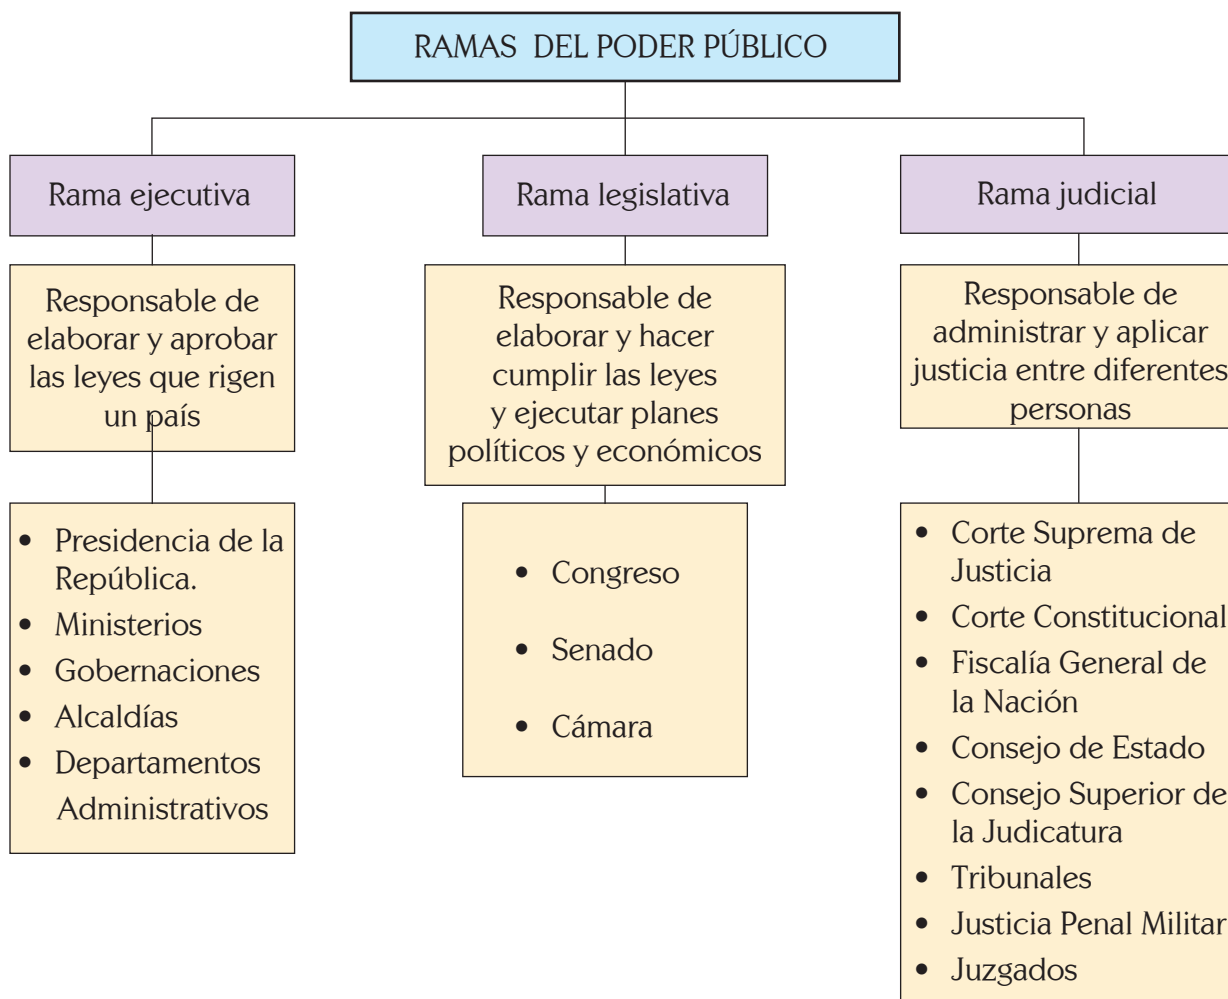 RAMAS DEL PODER PÚBLICO
Rama ejecutiva
Responsable de
elaborar y aprobar
las leyes que rigen
un país
• Presidencia de la
República.
• Ministerios
• Gobernaciones
• Alcaldías
• Departamentos
Administrativos
Rama legislativa
Responsable de
elaborar y hacer
cumplir las leyes
y ejecutar planes
políticos y económicos
• Congreso
• Senado
• Cámara
Rama judicial
Responsable de
administrar y aplicar
justicia entre diferentes
personas
• Corte Suprema de
Justicia
• Corte Constitucional
• Fiscalía General de
la Nación
• Consejo de Estado
• Consejo Superior de
la Judicatura
• Tribunales
• Justicia Penal Militar
• Juzgados